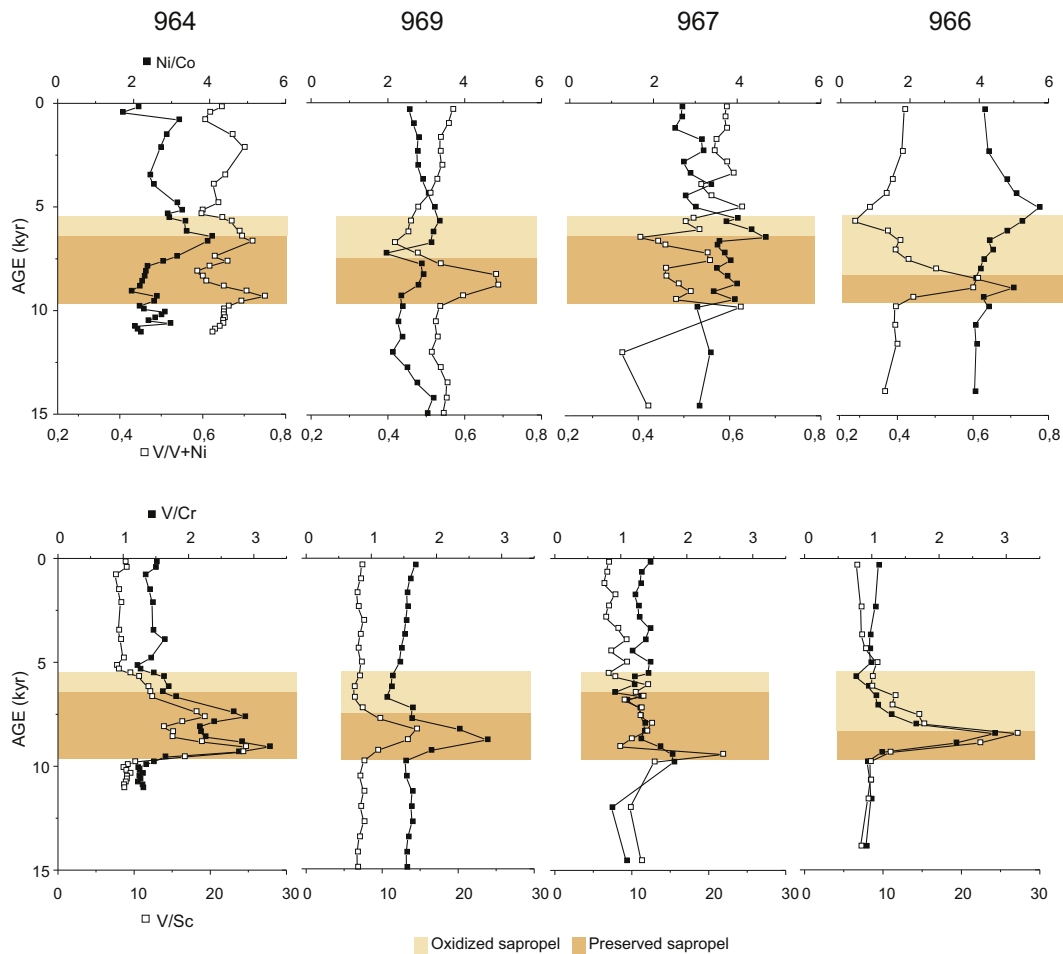 964 969 967 966
■ Ni/Co
0 2 4 6 0 2 4 6 0 2 4 6 0 2 4 6
0
5
10
15
AGE (kyr)
0,2 0,4 0,6 0,8 0,2 0,4 0,6 0,8 0,2 0,4 0,6 0,8 0,2 0,4 0,6 0,8
□ V/V+Ni
■ V/Cr
0 1 2 3 0 1 2 3 0 1 2 3 0 1 2 3
0
5
10
15
AGE (kyr)
0 10 20 30 0 10 20 30 0 10 20 30 0 10 20 30
□ V/Sc
Oxidized sapropel Preserved sapropel